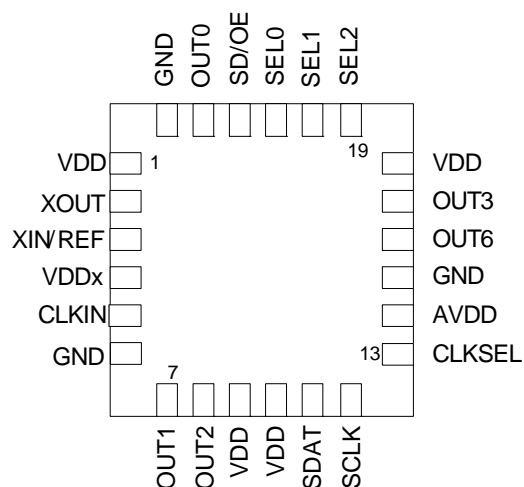 GND
OUT0
SD/OE
SEL0
SEL1
SEL2
VDD
XOUT
XIN/REF
VDDx
CLKIN
GND
1
19
7
13
VDD
OUT3
OUT6
GND
AVDD
CLKSEL
OUT1
OUT2
VDD
VDD
SDAT
SCLK